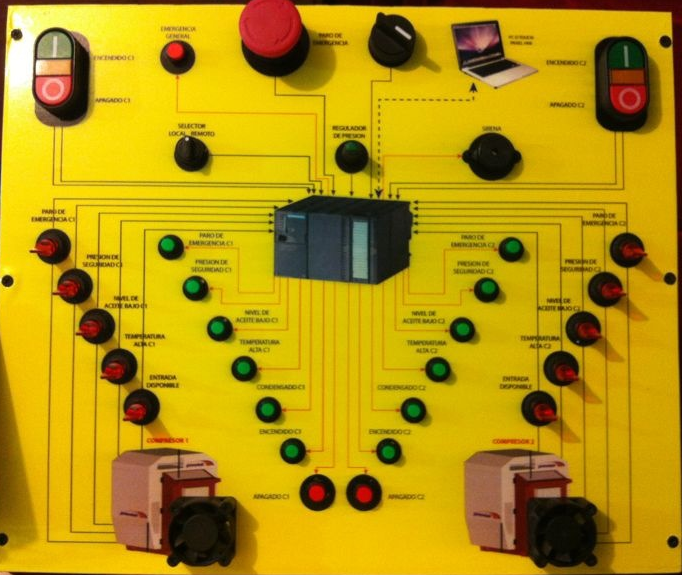 EMERGENCIA
GENERAL
PARO DE
EMERGENCIA
ENCENDIDO C1
APAGADO C1
ENCENDIDO C2
APAGADO C2
SELECTOR
LOCAL REMOTO
REGULADOR
DE PRESION
SIRENA
PARO DE
EMERGENCIA C1
PRESION DE
SEGURIDAD C1
NIVEL DE
ACEITE BAJO C1
TEMPERATURA
ALTA C1
ENTRADA
DISPONIBLE
PARO DE
EMERGENCIA C1
PRESION DE
SEGURIDAD C1
NIVEL DE
ACEITE BAJO C1
TEMPERATURA
ALTA C1
CONDENSADO C1
ENCENDIDO C1
APAGADO C1
PARO DE
EMERGENCIA C2
PRESION DE
SEGURIDAD C2
NIVEL DE
ACEITE BAJO C2
TEMPERATURA
ALTA C2
CONDENSADO C2
ENCENDIDO C2
APAGADO C2
PARO DE
EMERGENCIA C2
PRESION DE
SEGURIDAD C2
NIVEL DE
ACEITE BAJO C2
TEMPERATURA
ALTA C2
ENTRADA
DISPONIBLE
COMPRESOR 1
COMPRESOR 2